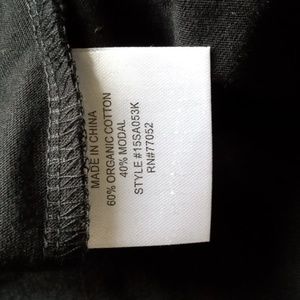 MADE IN CHINA
60% ORGANIC COTTON
40% MODAL
STYLE #15SA053K
RN#77052